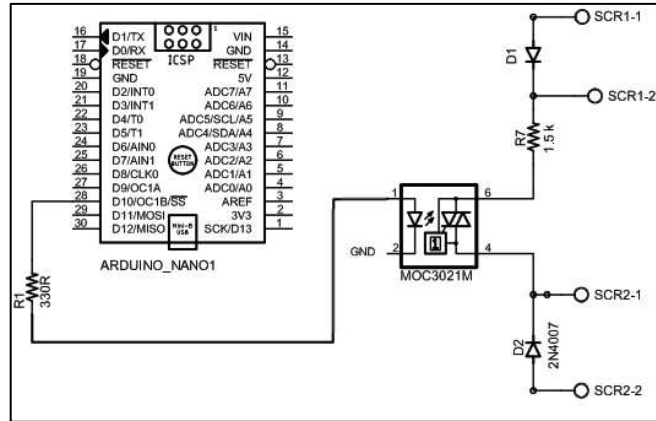 16 D1/TX VIN 15
17 D0/RX GND 14
18 RESET RESET 13
19 GND 5V 12
20 D2/INT0 ADC7/A7 11
21 D3/INT1 ADC6/A6 10
22 D4/T0 ADC5/SCL/A5 9
23 D5/T1 ADC4/SDA/A4 8
24 D6/AIN0 ADC3/A3 7
25 D7/AIN1 ADC2/A2 6
26 D8/CLK0 ADC1/A1 5
27 D9/OC1A ADC0/A0 4
28 D10/OC1B/SS AREF 3
29 D11/MOSI 3V3 2
30 D12/MISO SCK/D13 1
ICSP
1
RESET
BUTTON
MINI-B
USB
ARDUINO_NANO1
R1
330R
1
2
GND
6
4
1
MOC3021M
SCR1-1
D1
SCR1-2
R7
1.5 k
SCR2-1
D2
2N4007
SCR2-2